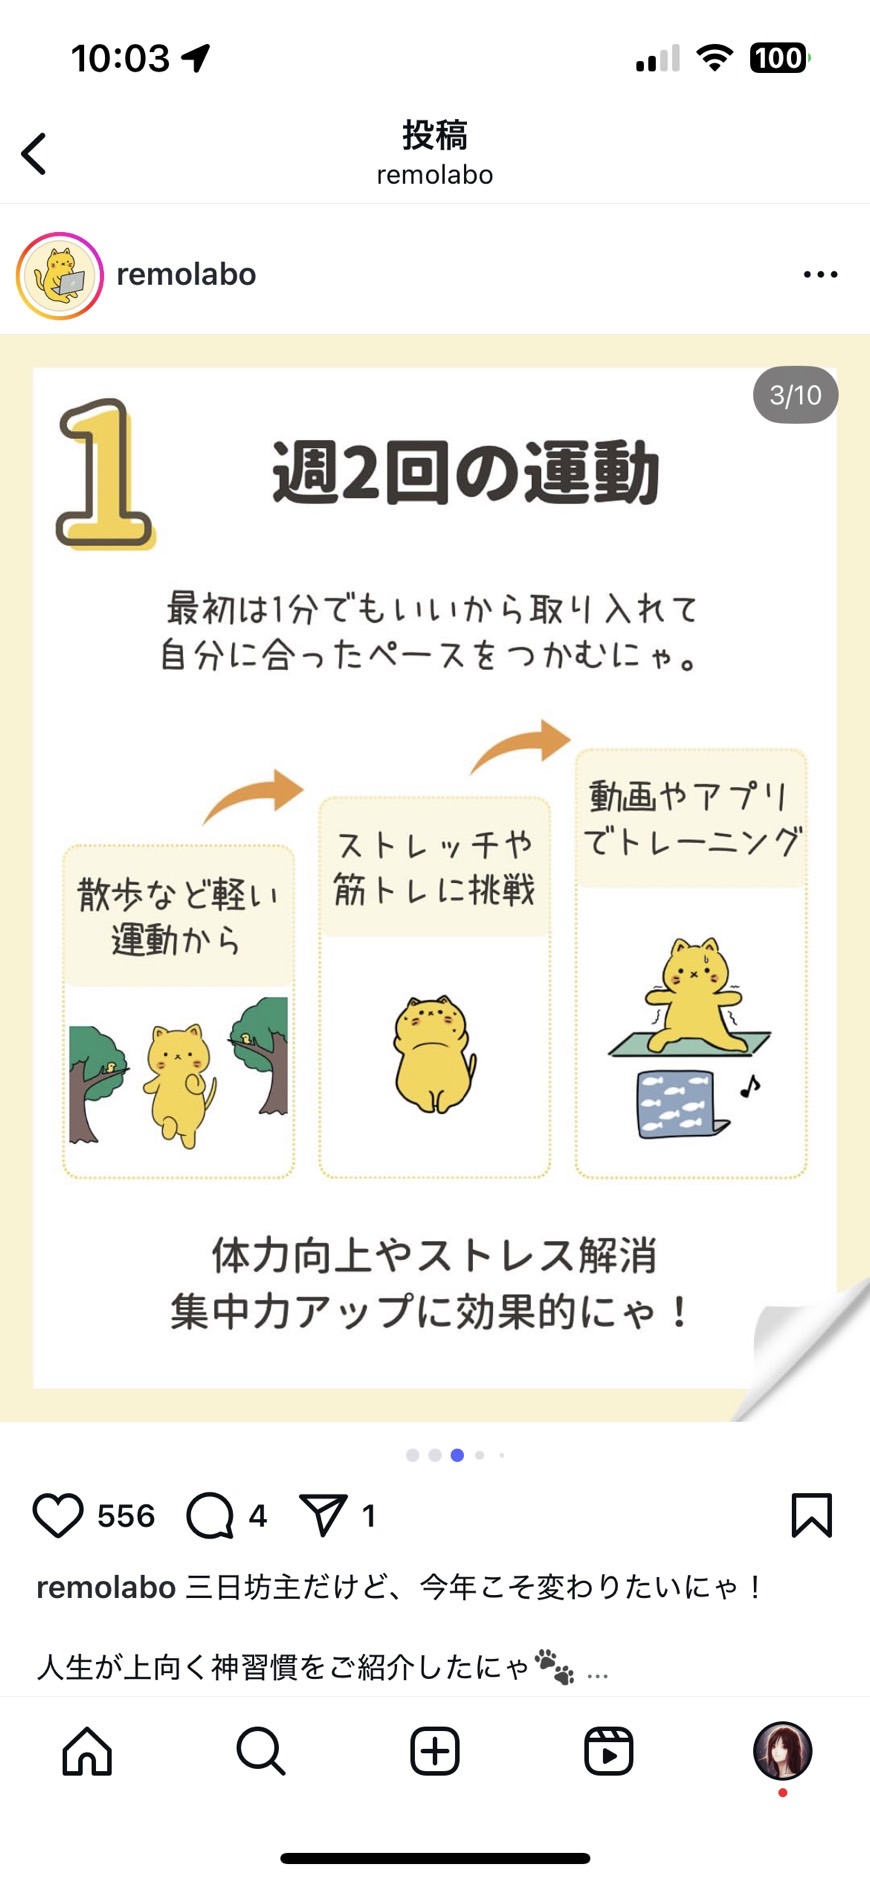 10:03
100
投稿
remolabo
remolabo
3/10
1
週2回の運動
最初は1分でもいいから取り入れて
自分に合ったペースをつかむにゃ。
散歩など軽い
運動から
ストレッチや
筋トレに挑戦
動画やアプリ
でトレーニング
体力向上やストレス解消
集中力アップに効果的にゃ！
556 4 1
remolabo 三日坊主だけど、今年こそ変わりたいにゃ！
人生が上向く神習慣をご紹介したにゃ🐾 ...